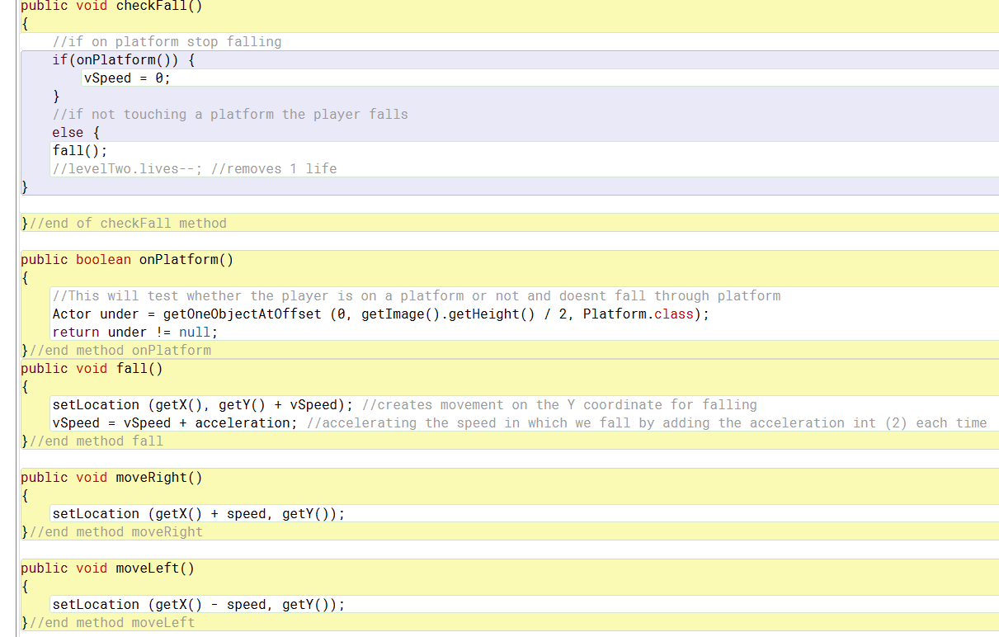 public void checkFall()
{
//if on platform stop falling
if(onPlatform()) {
vSpeed = 0;
}
//if not touching a platform the player falls
else {
fall();
//levelTwo.lives--; //removes 1 life
}
}//end of checkFall method
public boolean onPlatform()
{
//This will test whether the player is on a platform or not and doesnt fall through platform
Actor under = getOneObjectAtOffset (0, getImage().getHeight() / 2, Platform.class);
return under != null;
}//end method onPlatform
public void fall()
{
setLocation (getX(), getY() + vSpeed); //creates movement on the Y coordinate for falling
vSpeed = vSpeed + acceleration; //accelerating the speed in which we fall by adding the acceleration int (2) each time
}//end method fall
public void moveRight()
{
setLocation (getX() + speed, getY());
}//end method moveRight
public void moveLeft()
{
setLocation (getX() - speed, getY());
}//end method moveLeft